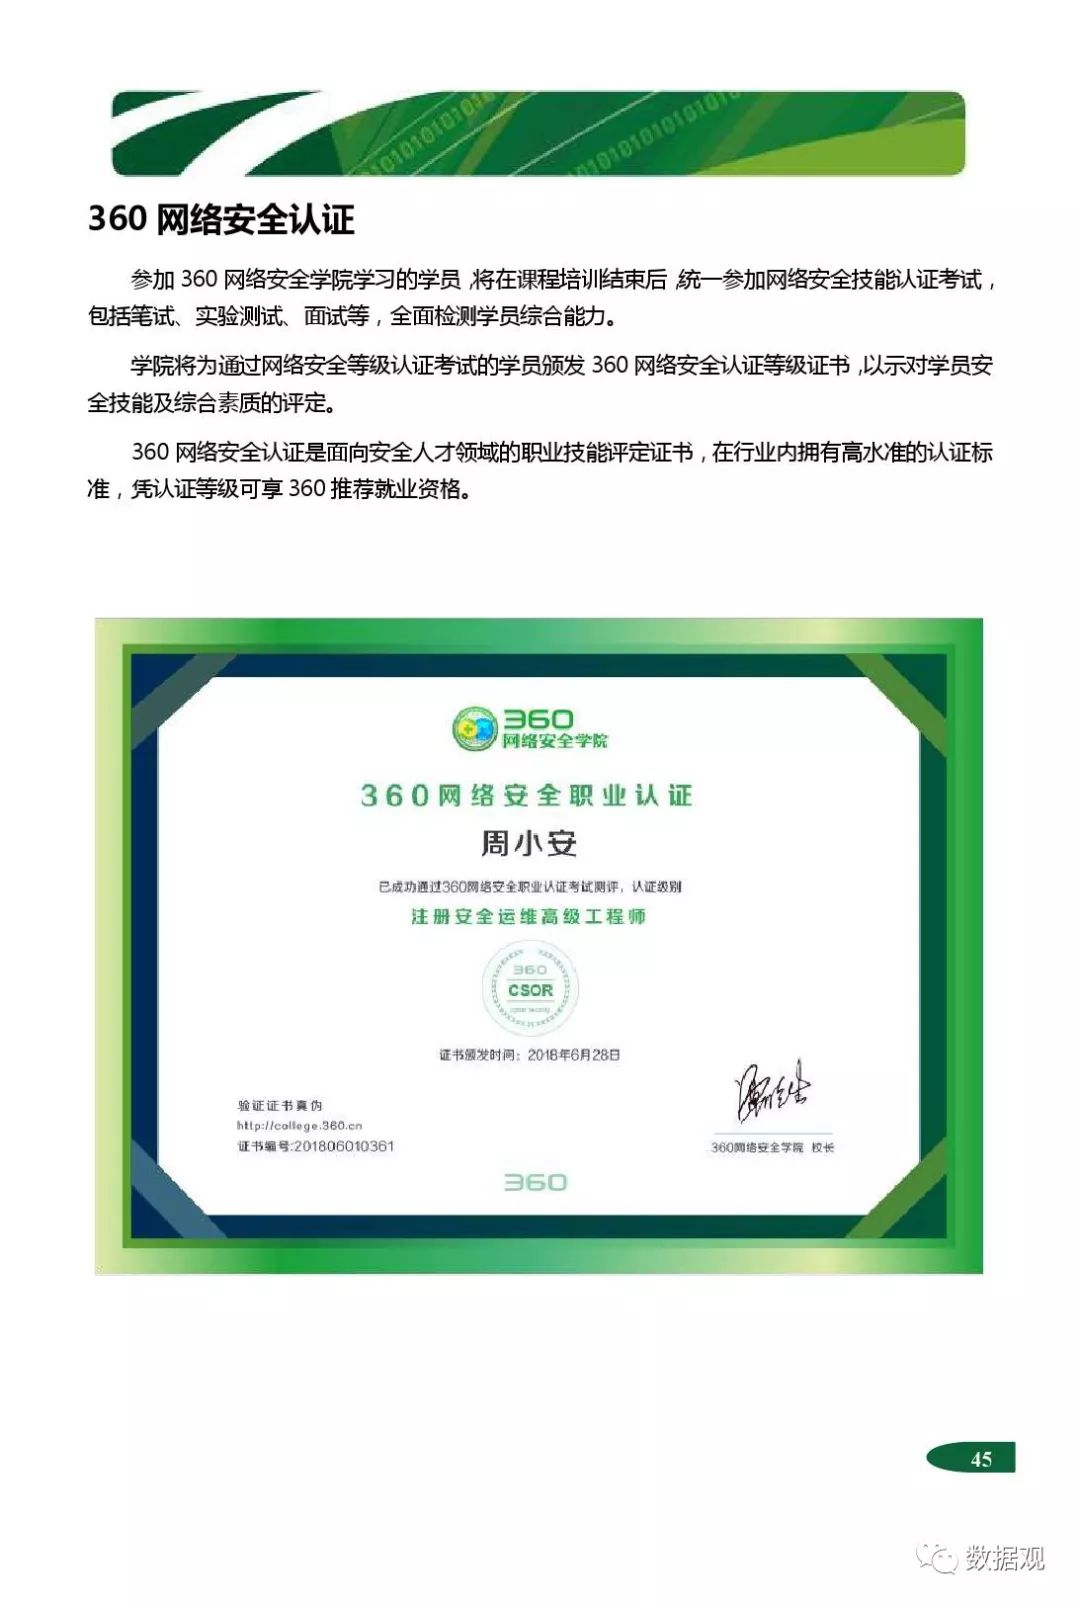 0101010101010
010101010101010101
360 网络安全认证
参加 360 网络安全学院学习的学员，将在课程培训结束后，统一参加网络安全技能认证考试，
包括笔试、实验测试、面试等，全面检测学员综合能力。
学院将为通过网络安全等级认证考试的学员颁发 360 网络安全认证等级证书，以示对学员安
全技能及综合素质的评定。
360 网络安全认证是面向安全人才领域的职业技能评定证书，在行业内拥有高水准的认证标
准，凭认证等级可享 360 推荐就业资格。
360
网络安全学院
360网络安全职业认证
周小安
已成功通过360网络安全职业认证考试测评，认证级别
注册安全运维高级工程师
360
CSOR
cyber security
证书颁发时间：2018年6月28日
验证证书真伪
http://college.360.cn
证书编号:201806010361
360网络安全学院 校长
360
45
数据观